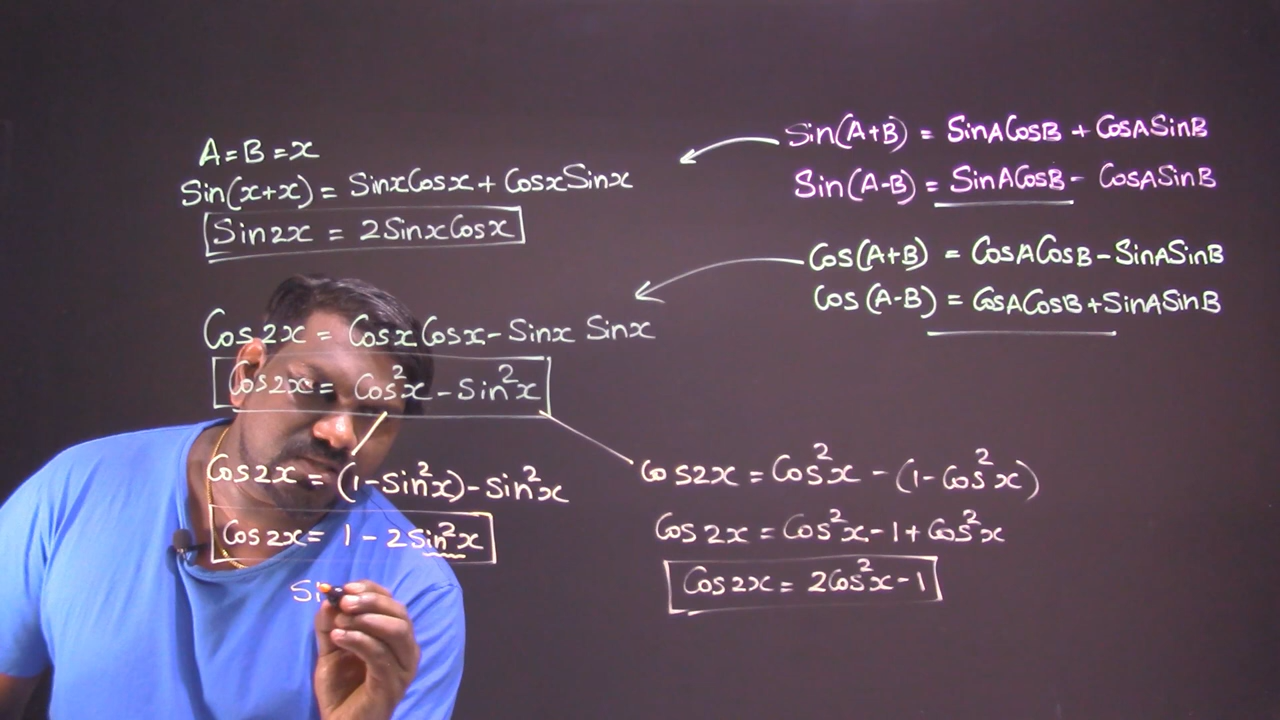 A=B=x
Sin(x+x) = SinxCosx + CosxSinx
Sin2x = 2SinxCosx
Cos2x = CosxCosx - Sinx Sinx
Cos2x = Cos²x - Sin²x
Cos2x = (1-Sin²x) - Sin²x
Cos2x = 1 - 2Sin²x
Si
Sin(A+B) = SinACosB + CosASinB
Sin(A-B) = SinACosB - CosASinB
Cos(A+B) = CosACosB - SinASinB
Cos(A-B) = CosACosB + SinASinB
Cos2x = Cos²x - (1-Cos²x)
Cos2x = Cos²x - 1 + Cos²x
Cos2x = 2Cos²x - 1